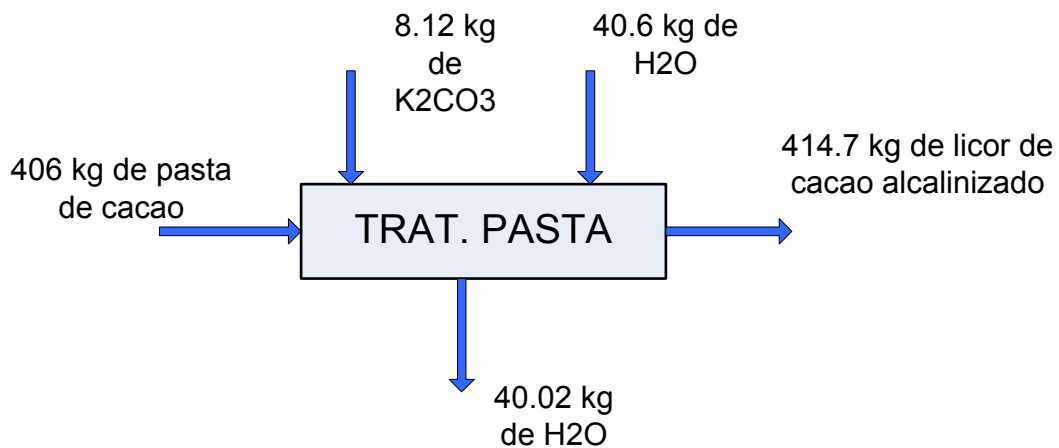 8.12 kg
de
K2CO3
40.6 kg de
H2O
406 kg de pasta
de cacao
TRAT. PASTA
414.7 kg de licor de
cacao alcalinizado
40.02 kg
de H2O